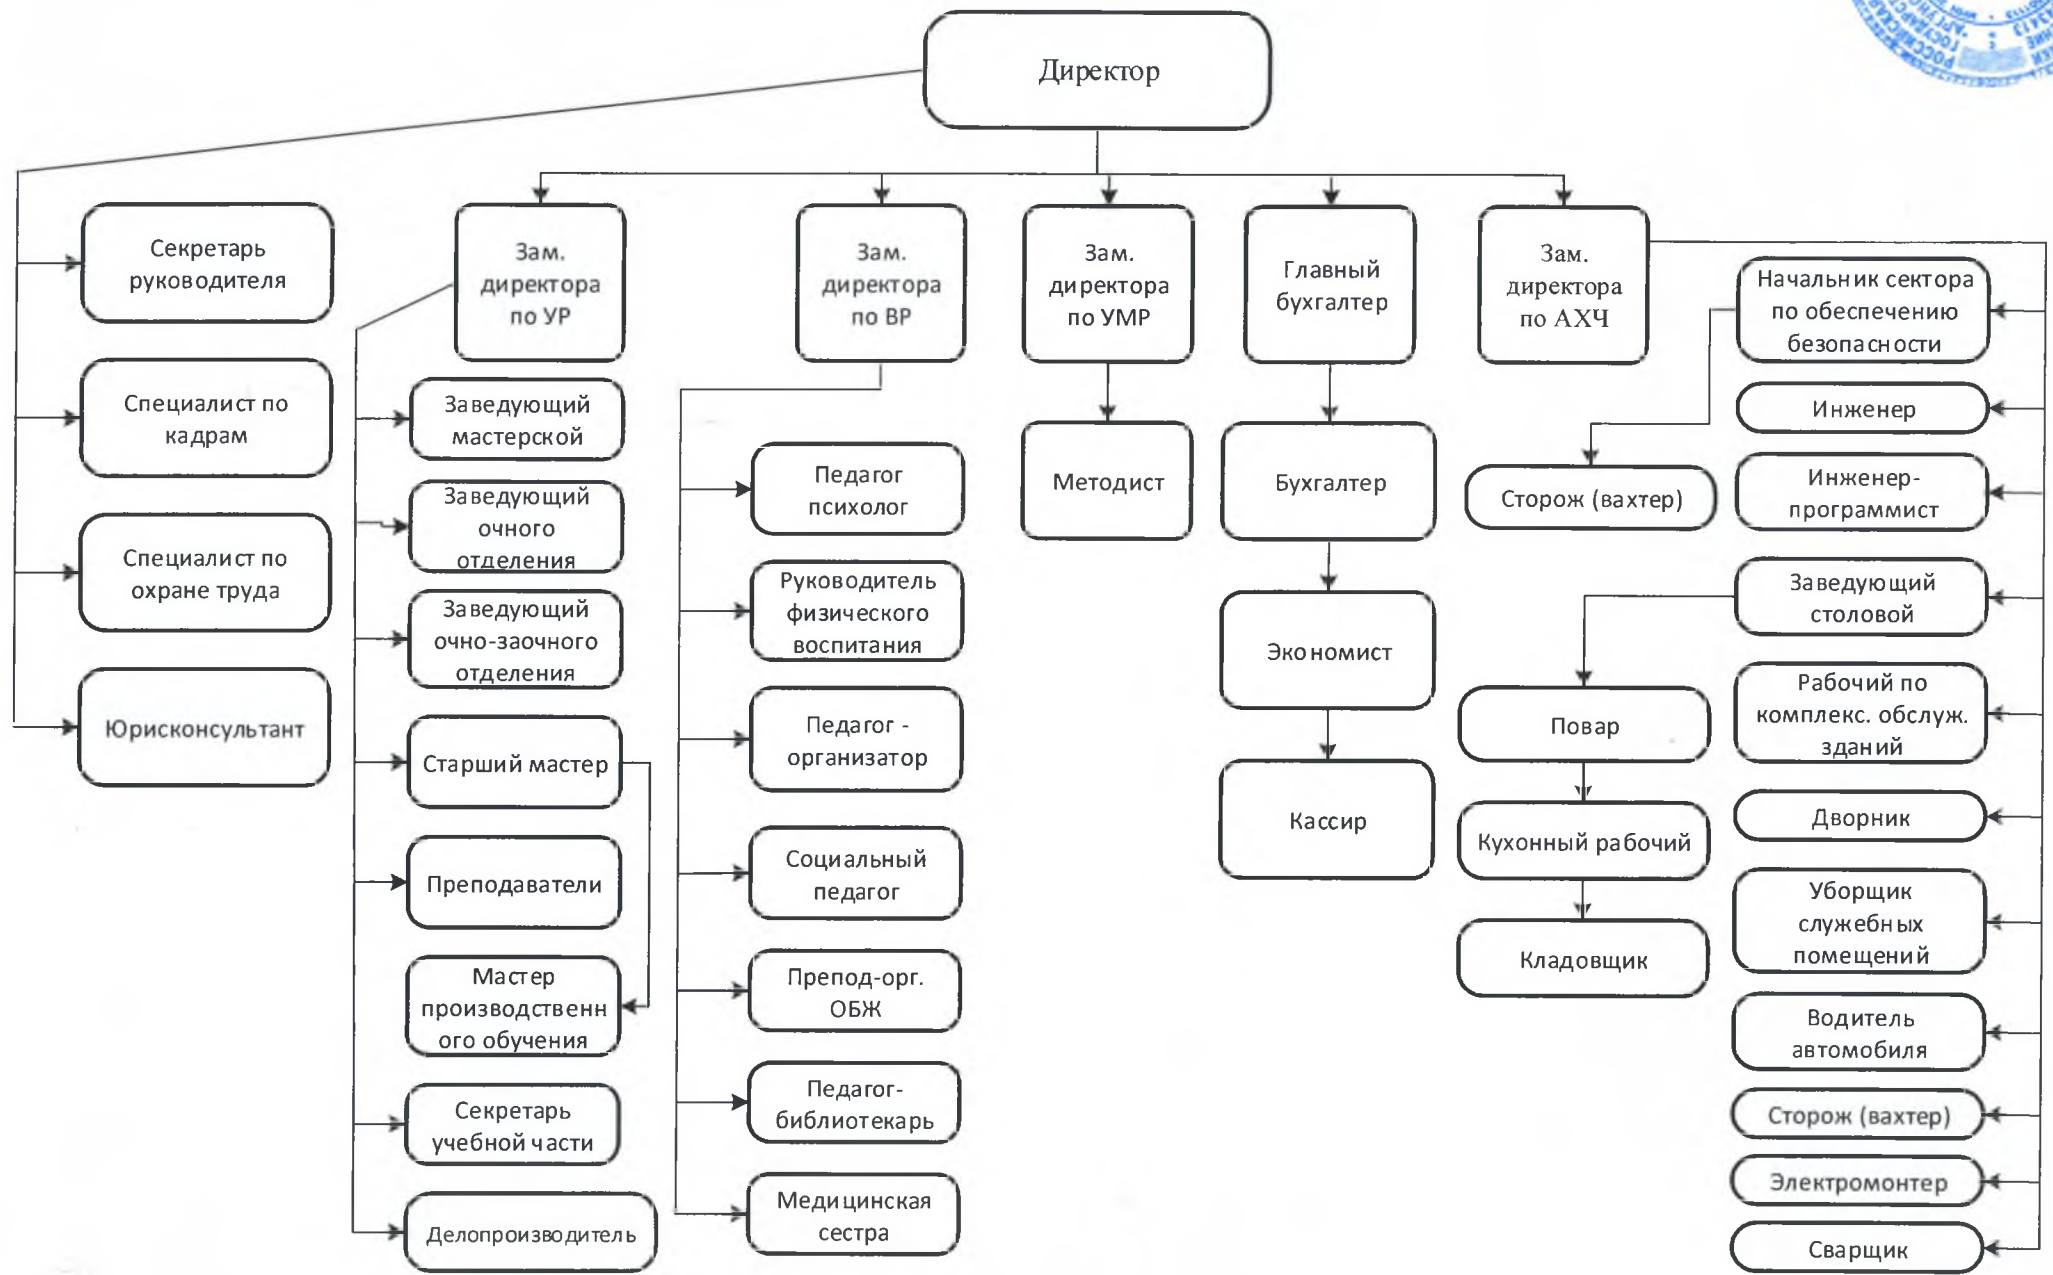 Директор
Секретарь
руководителя
Специалист по
кадрам
Специалист по
охране труда
Юрисконсультант
Зам.
директора
по УР
Заведующий
мастерской
Заведующий
очного
отделения
Заведующий
очно-заочного
отделения
Старший мастер
Преподаватели
Мастер
производственн
ого обучения
Секретарь
учебной части
Делопроизводитель
Зам.
директора
по ВР
Педагог
психолог
Руководитель
физического
воспитания
Педагог -
организатор
Социальный
педагог
Препод-орг.
ОБЖ
Педагог-
библиотекарь
Медицинская
сестра
Зам.
директора
по УМР
Методист
Главный
бухгалтер
Бухгалтер
Экономист
Кассир
Зам.
директора
по АХЧ
Сторож (вахтер)
Повар
Кухонный рабочий
Кладовщик
Начальник сектора
по обеспечению
безопасности
Инженер
Инженер-
программист
Заведующий
столовой
Рабочий по
комплекс. обслуж.
зданий
Дворник
Уборщик
служебных
помещений
Водитель
автомобиля
Сторож (вахтер)
Электромонтер
Сварщик